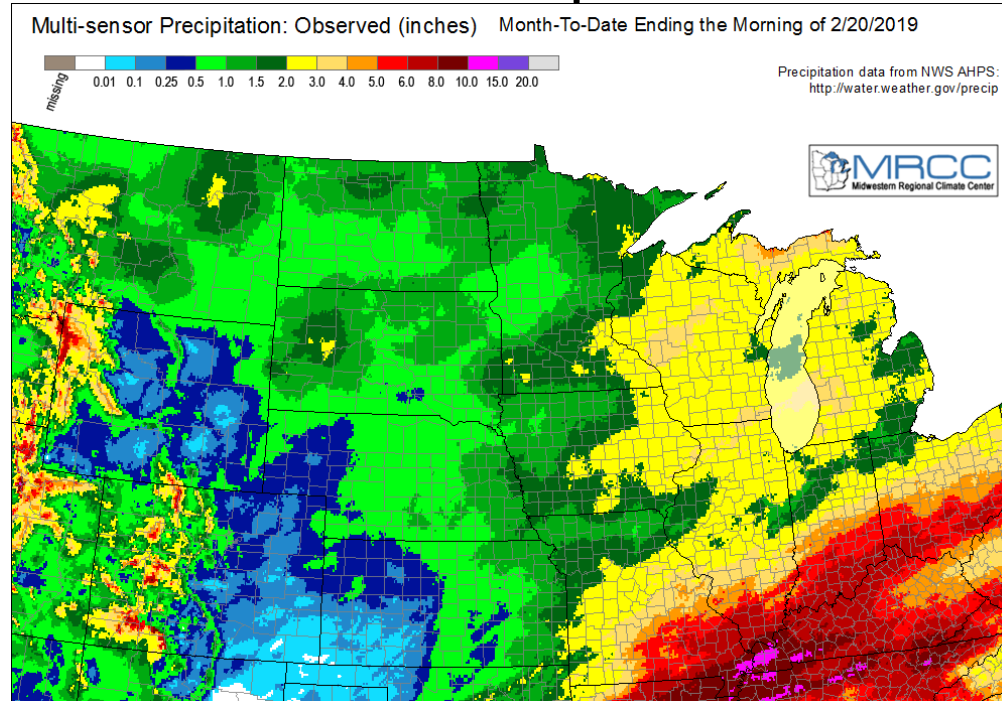 Multi-sensor Precipitation: Observed (inches) Month-To-Date Ending the Morning of 2/20/2019
missing 0.01 0.1 0.25 0.5 1.0 1.5 2.0 3.0 4.0 5.0 6.0 8.0 10.0 15.0 20.0
Precipitation data from NWS AHPS:
http://water.weather.gov/precip
MRCC
Midwestern Regional Climate Center